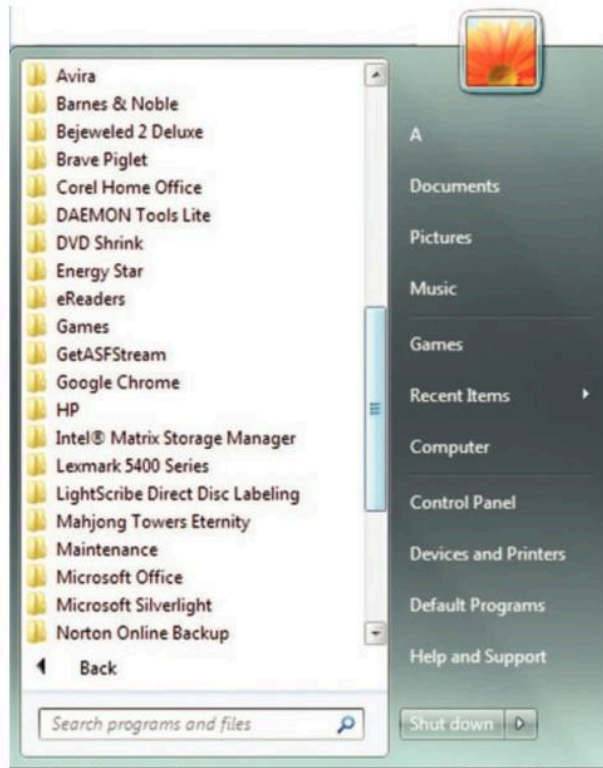 Avira
Barnes & Noble
Bejeweled 2 Deluxe
Brave Piglet
Corel Home Office
DAEMON Tools Lite
DVD Shrink
Energy Star
eReaders
Games
GetASFStream
Google Chrome
HP
Intel® Matrix Storage Manager
Lexmark 5400 Series
LightScribe Direct Disc Labeling
Mahjong Towers Eternity
Maintenance
Microsoft Office
Microsoft Silverlight
Norton Online Backup
Back
Search programs and files
A
Documents
Pictures
Music
Games
Recent Items
Computer
Control Panel
Devices and Printers
Default Programs
Help and Support
Shut down